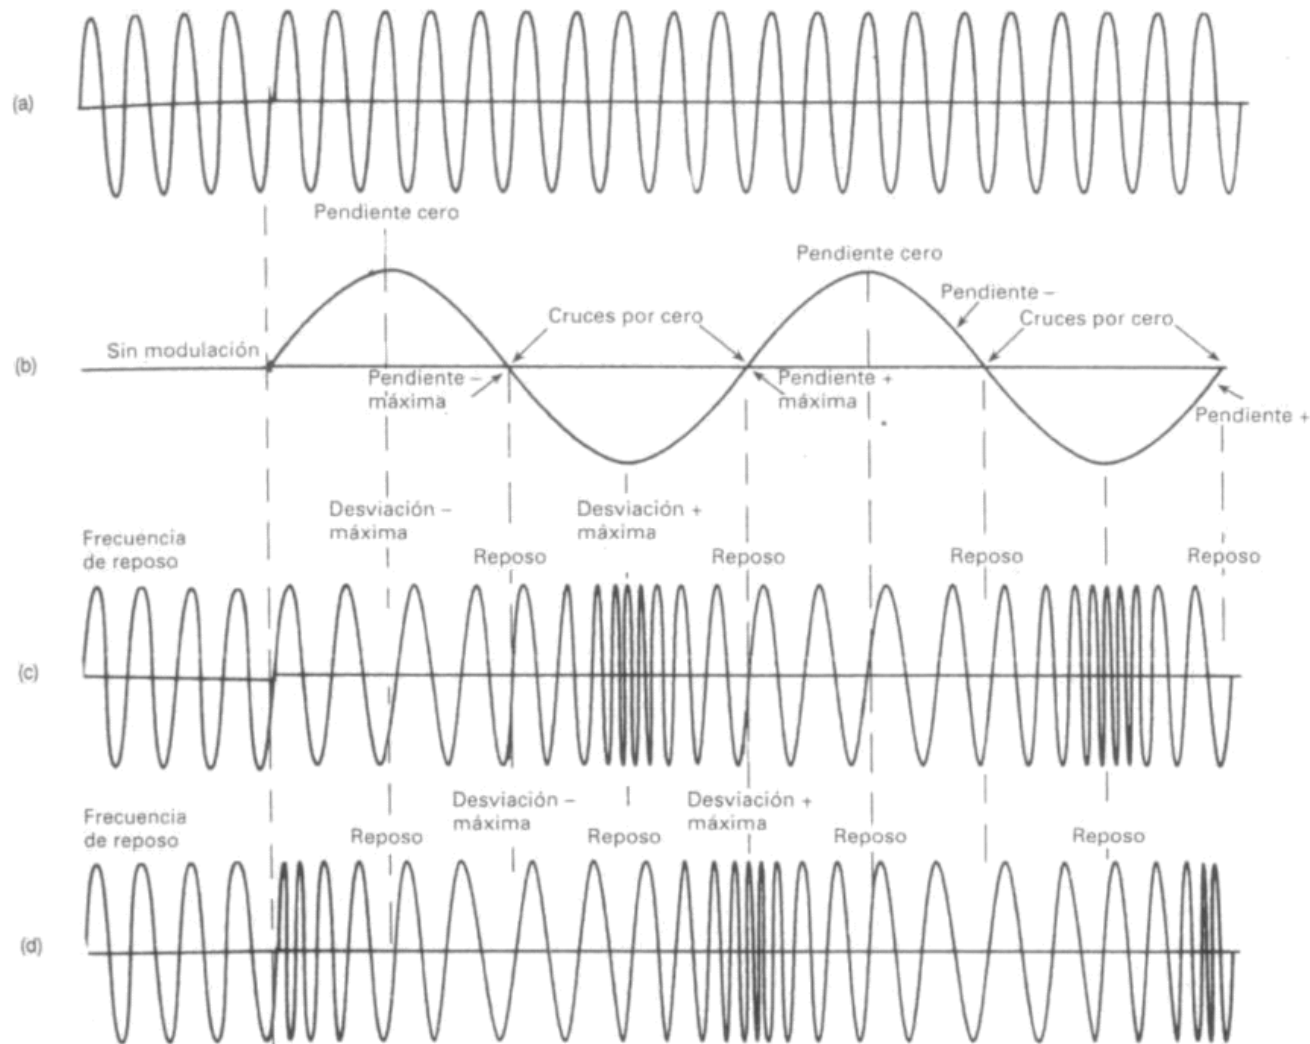 (a)
Pendiente cero
Pendiente cero
Pendiente –
Cruces por cero
Cruces por cero
Sin modulación
(b)
Pendiente –
máxima
Pendiente +
máxima
Pendiente +
Desviación –
máxima
Desviación +
máxima
Frecuencia
de reposo
Reposo
Reposo
Reposo
Reposo
(c)
Desviación –
máxima
Desviación +
máxima
Frecuencia
de reposo
Reposo
Reposo
Reposo
Reposo
(d)